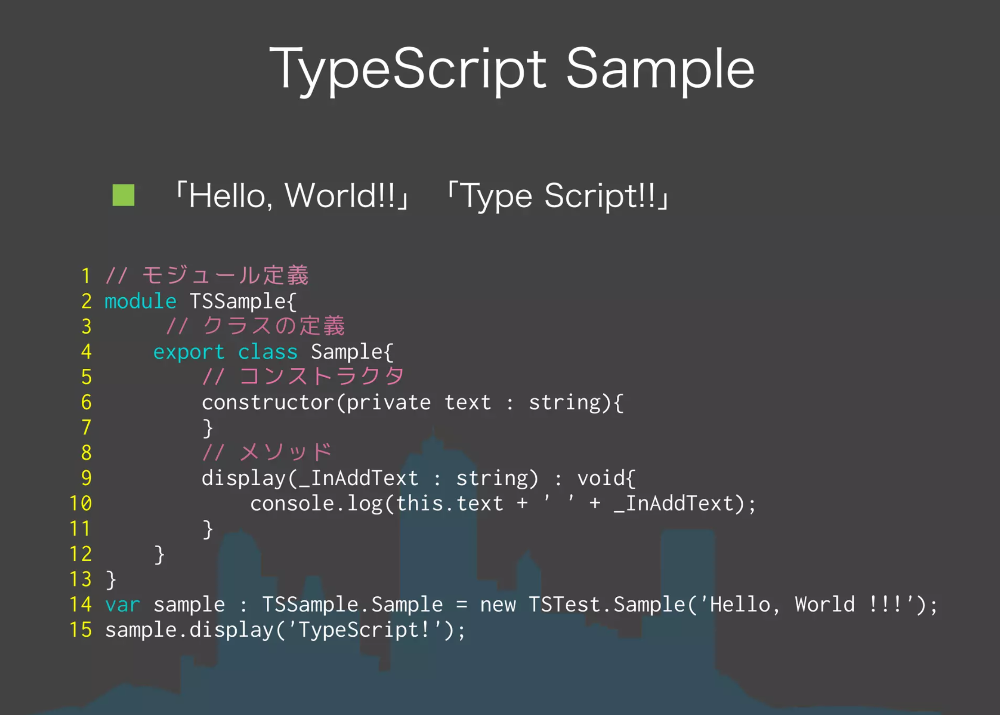 TypeScript Sample
■ 「Hello, World!!」 「Type Script!!」
1 // モジュール定義
2 module TSSample{
3      // クラスの定義
4     export class Sample{
5         // コンストラクタ
6         constructor(private text : string){
7         }
8         // メソッド
9         display(_InAddText : string) : void{
10             console.log(this.text + ' ' + _InAddText);
11         }
12     }
13 }
14 var sample : TSSample.Sample = new TSTest.Sample('Hello, World !!!');
15 sample.display('TypeScript!');